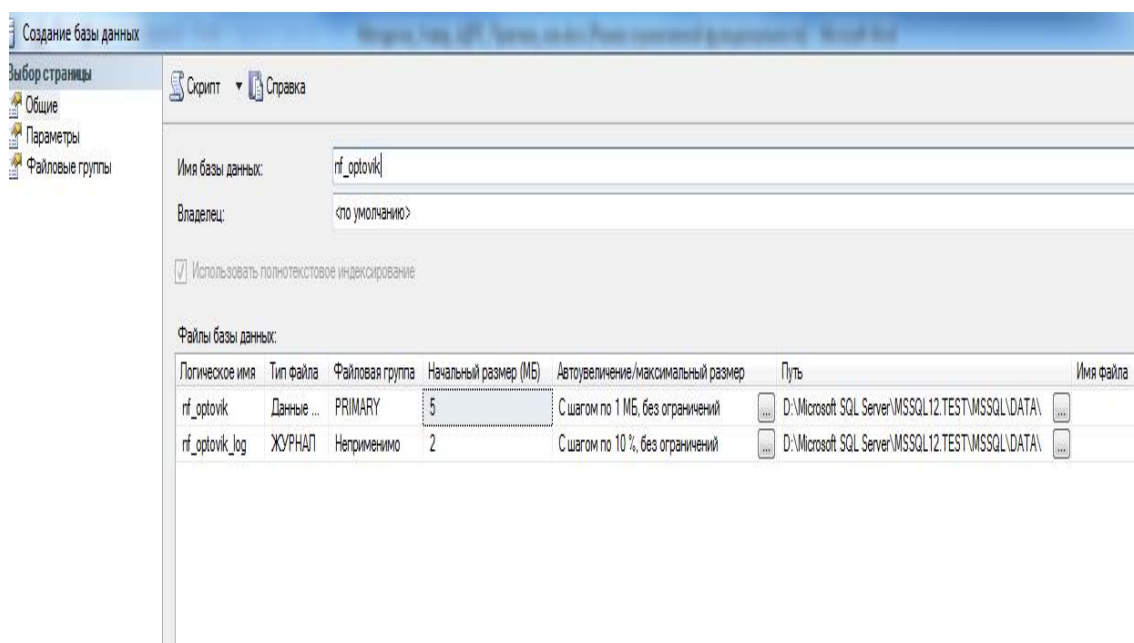 Создание базы данных
Выбор страницы
Общие
Параметры
Файловые группы
Скрипт Справка
Имя базы данных: nf_optovik
Владелец: <по умолчанию>
Использовать полнотекстовое индексирование
Файлы базы данных:
Логическое имя Тип файла Файловая группа Начальный размер (МБ) Автоувеличение/максимальный размер Путь Имя файла
nf_optovik Данные ... PRIMARY 5 С шагом по 1 МБ, без ограничений ... D:\Microsoft SQL Server\MSSQL12.TEST\MSSQL\DATA\ ...
nf_optovik_log ЖУРНАЛ Неприменимо 2 С шагом по 10 %, без ограничений ... D:\Microsoft SQL Server\MSSQL12.TEST\MSSQL\DATA\ ...